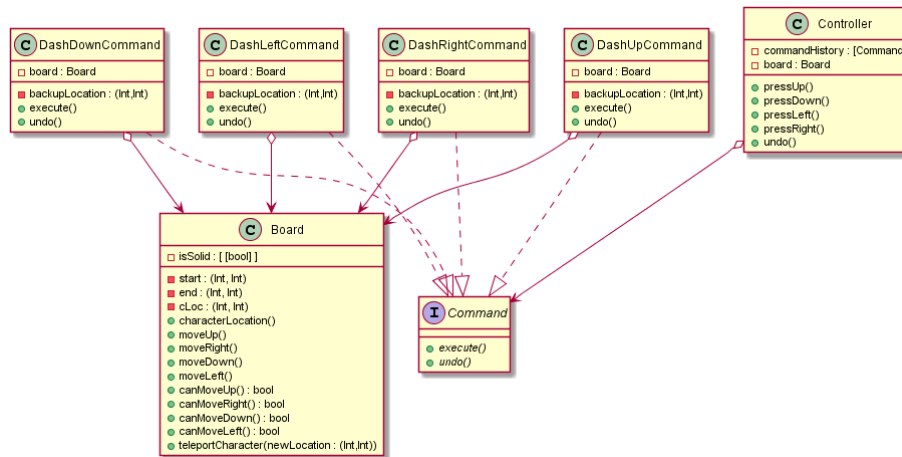 C DashDownCommand
board : Board
backupLocation : (Int,Int)
execute()
undo()
C DashLeftCommand
board : Board
backupLocation : (Int,Int)
execute()
undo()
C DashRightCommand
board : Board
backupLocation : (Int,Int)
execute()
undo()
C DashUpCommand
board : Board
backupLocation : (Int,Int)
execute()
undo()
C Controller
commandHistory : [Command
board : Board
pressUp()
pressDown()
pressLeft()
pressRight()
undo()
C Board
isSolid : [ [bool] ]
start : (Int, Int)
end : (Int, Int)
cLoc : (Int, Int)
characterLocation()
moveUp()
moveRight()
moveDown()
moveLeft()
canMoveUp() : bool
canMoveRight() : bool
canMoveDown() : bool
canMoveLeft() : bool
teleportCharacter(newLocation : (Int,Int))
I Command
execute()
undo()